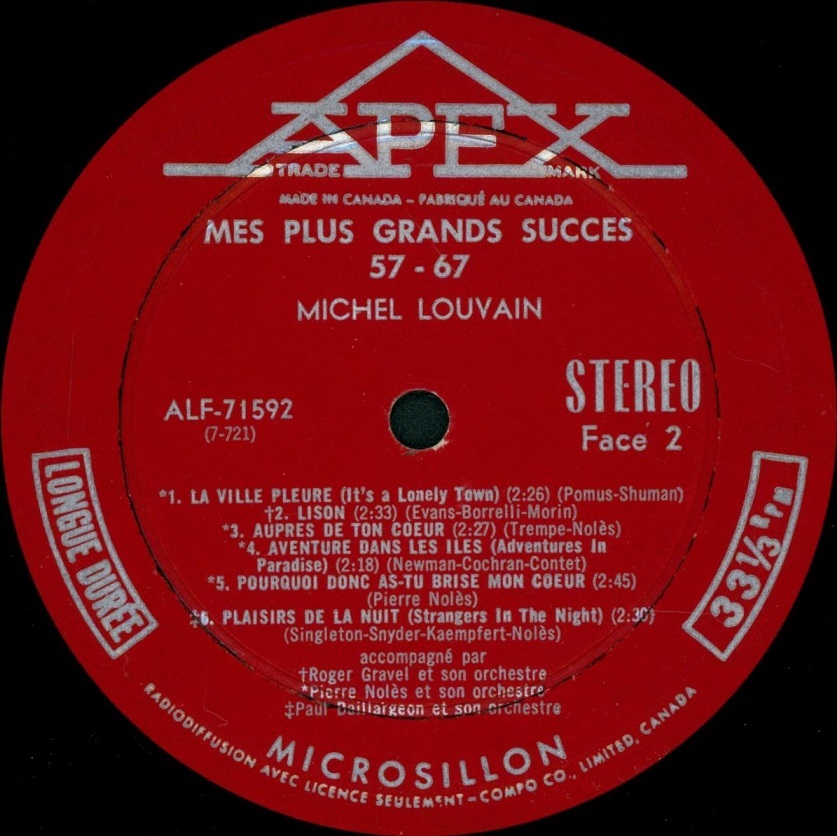 APEX
TRADE MARK
MADE IN CANADA – FABRIQUÉ AU CANADA
MES PLUS GRANDS SUCCES
57 - 67
MICHEL LOUVAIN
ALF-71592
(7-721)
STEREO
Face 2
LONGUE DURÉE
33 1/3 R.P.M
*1. LA VILLE PLEURE (It's a Lonely Town) (2:26) (Pomus-Shuman)
†2. LISON (2:33) (Evans-Borrelli-Morin)
*3. AUPRES DE TON COEUR (2:27) (Trempe-Nolès)
*4. AVENTURE DANS LES ILES (Adventures In
Paradise) (2:18) (Newman-Cochran-Contet)
*5. POURQUOI DONC AS-TU BRISE MON COEUR (2:45)
(Pierre Nolès)
‡6. PLAISIRS DE LA NUIT (Strangers In The Night) (2:30)
(Singleton-Snyder-Kaempfert-Nolès)
accompagné par
†Roger Gravel et son orchestre
*Pierre Nolès et son orchestre
‡Paul Baillargeon et son orchestre
MICROSILLON
RADIODIFFUSION AVEC LICENCE SEULEMENT–COMPO CO., LIMITED, CANADA